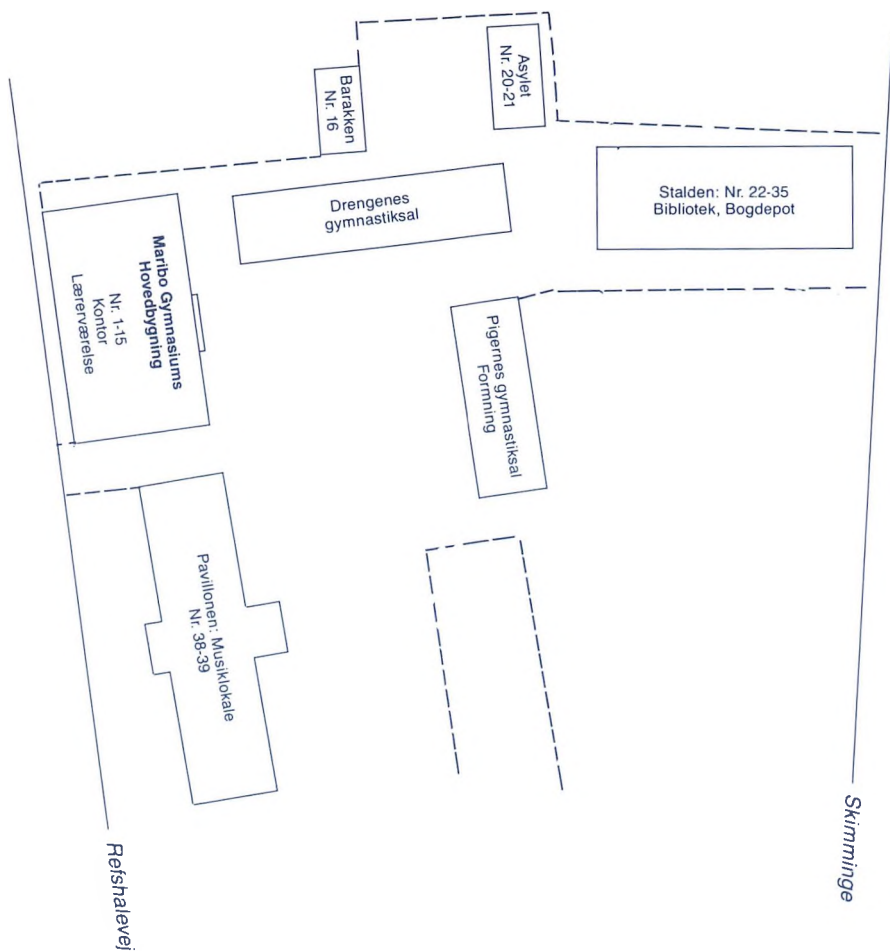 Asylet
Nr. 20-21
Barakken
Nr. 16
Drengenes
gymnastiksal
Stalden: Nr. 22-35
Bibliotek, Bogdepot
Maribo Gymnasiums
Hovedbygning
Nr. 1-15
Kontor
Lærerværelse
Pigernes gymnastiksal
Formning
Pavillonen: Musiklokale
Nr. 38-39
Skimminge
Refshalevej